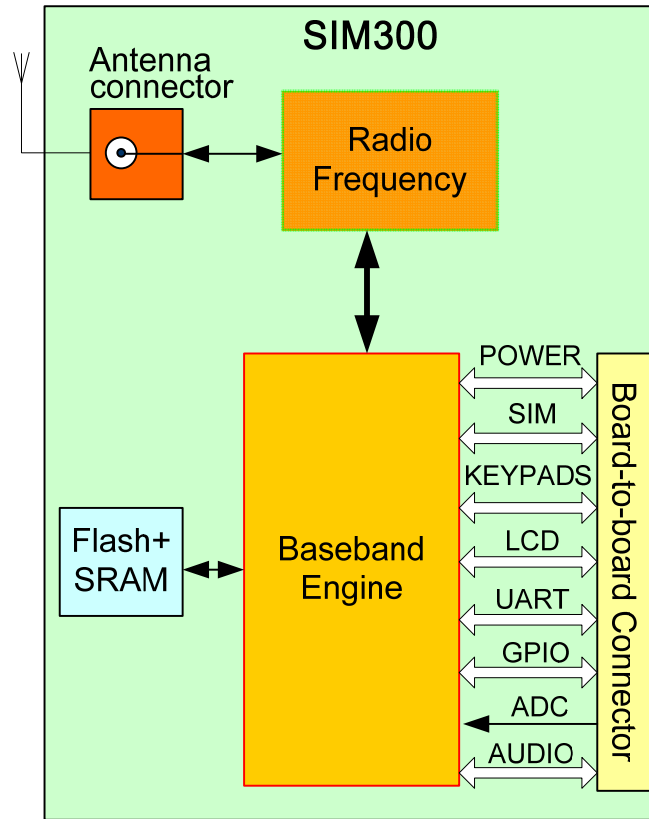 SIM300
Antenna
connector
Radio
Frequency
POWER
SIM
KEYPADS
LCD
UART
GPIO
ADC
AUDIO
Board-to-board Connector
Flash+
SRAM
Baseband
Engine